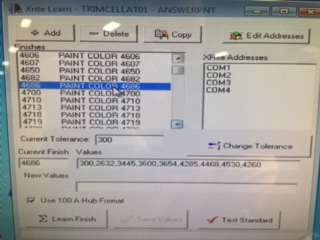 Xrite Learn - TRIMCELLAT01 - ANSWERPNT
Add
Delete
Copy
Edit Addresses
Finishes
XRite Addresses
4606 PAINT COLOR 4606
4607 PAINT COLOR 4607
4650 PAINT COLOR 4650
4682 PAINT COLOR 4682
4686 PAINT COLOR 4686
4700 PAINT COLOR 4700
4710 PAINT COLOR 4710
4713 PAINT COLOR 4713
4718 PAINT COLOR 4718
4719 PAINT COLOR 4719
COM1
COM2
COM3
COM4
Current Tolerance: 300
Change Tolerance
Current Finish Values
4686 300,2632,3445,3600,3654,4285,4468,4530,4260
New Values
Use 100 A Hub Format
Learn Finish
Save Values
Test Standard